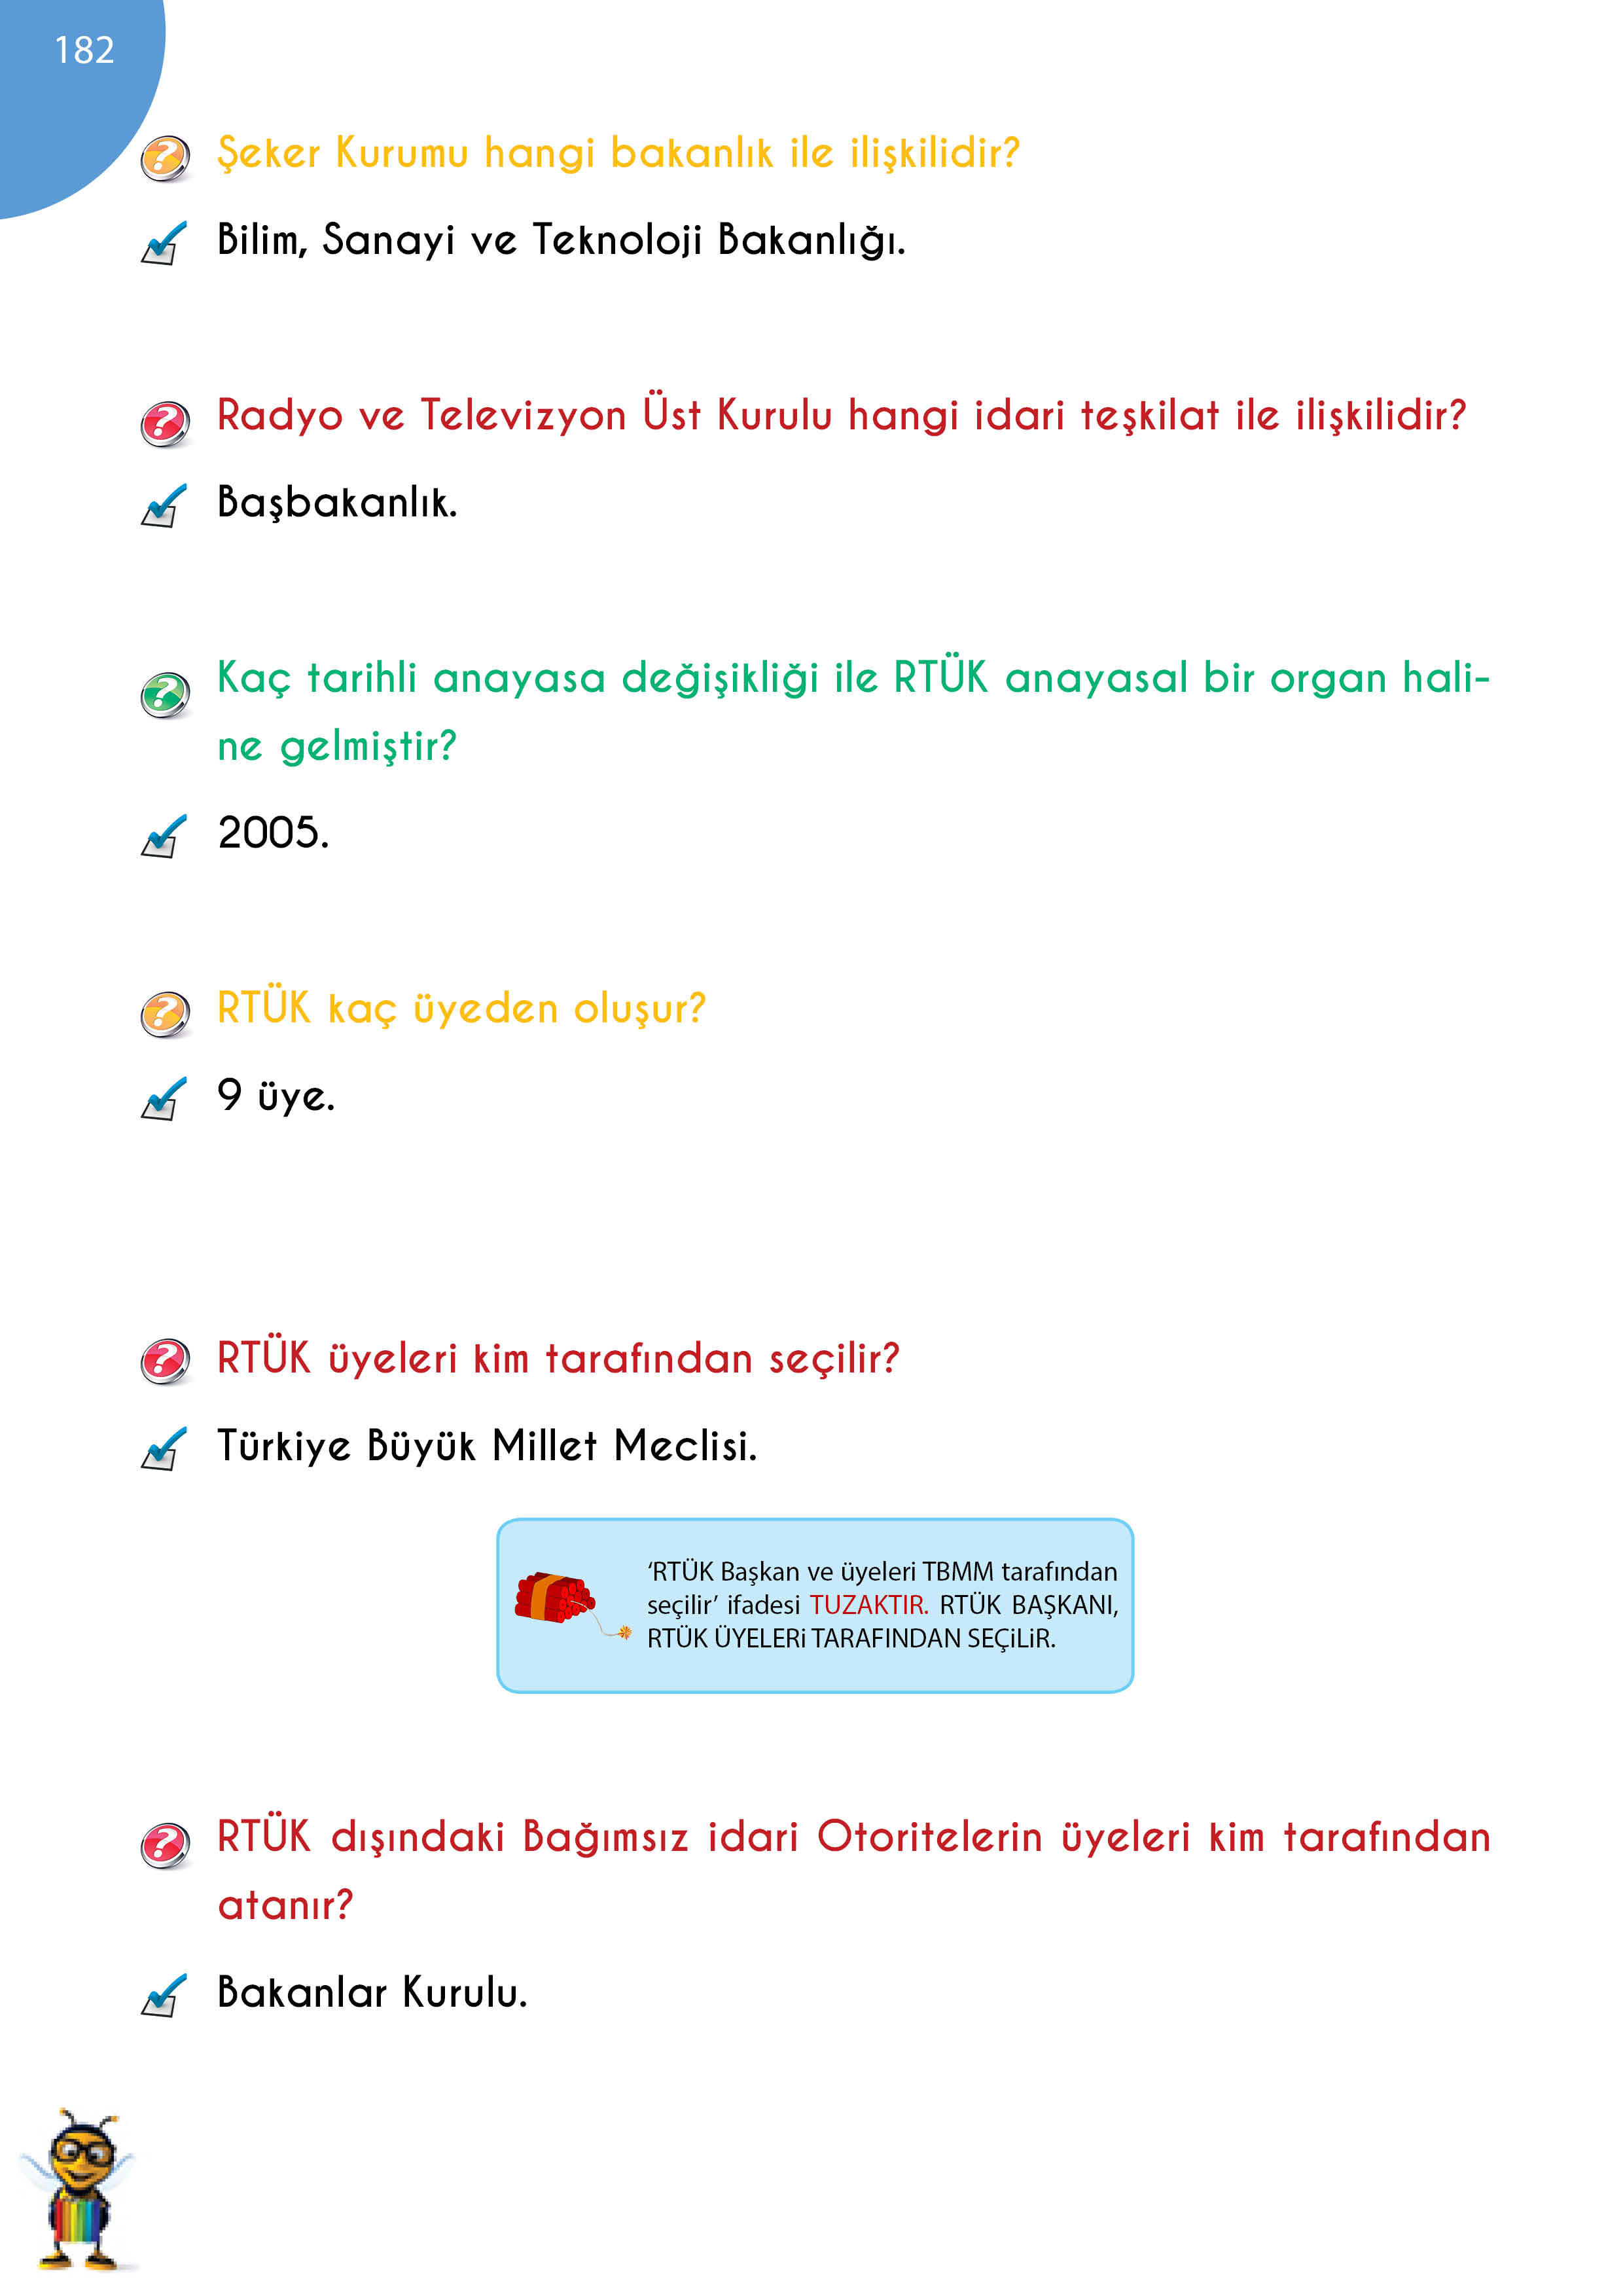 182
Şeker Kurumu hangi bakanlık ile ilişkilidir?
Bilim, Sanayi ve Teknoloji Bakanlığı.
Radyo ve Televizyon Üst Kurulu hangi idari teşkilat ile ilişkilidir?
Başbakanlık.
Kaç tarihli anayasa değişikliği ile RTÜK anayasal bir organ hali-
ne gelmiştir?
2005.
RTÜK kaç üyeden oluşur?
9 üye.
RTÜK üyeleri kim tarafından seçilir?
Türkiye Büyük Millet Meclisi.
‘RTÜK Başkan ve üyeleri TBMM tarafından
seçilir’ ifadesi TUZAKTIR. RTÜK BAŞKANI,
RTÜK ÜYELERi TARAFINDAN SEÇiLiR.
RTÜK dışındaki Bağımsız idari Otoritelerin üyeleri kim tarafından
atanır?
Bakanlar Kurulu.